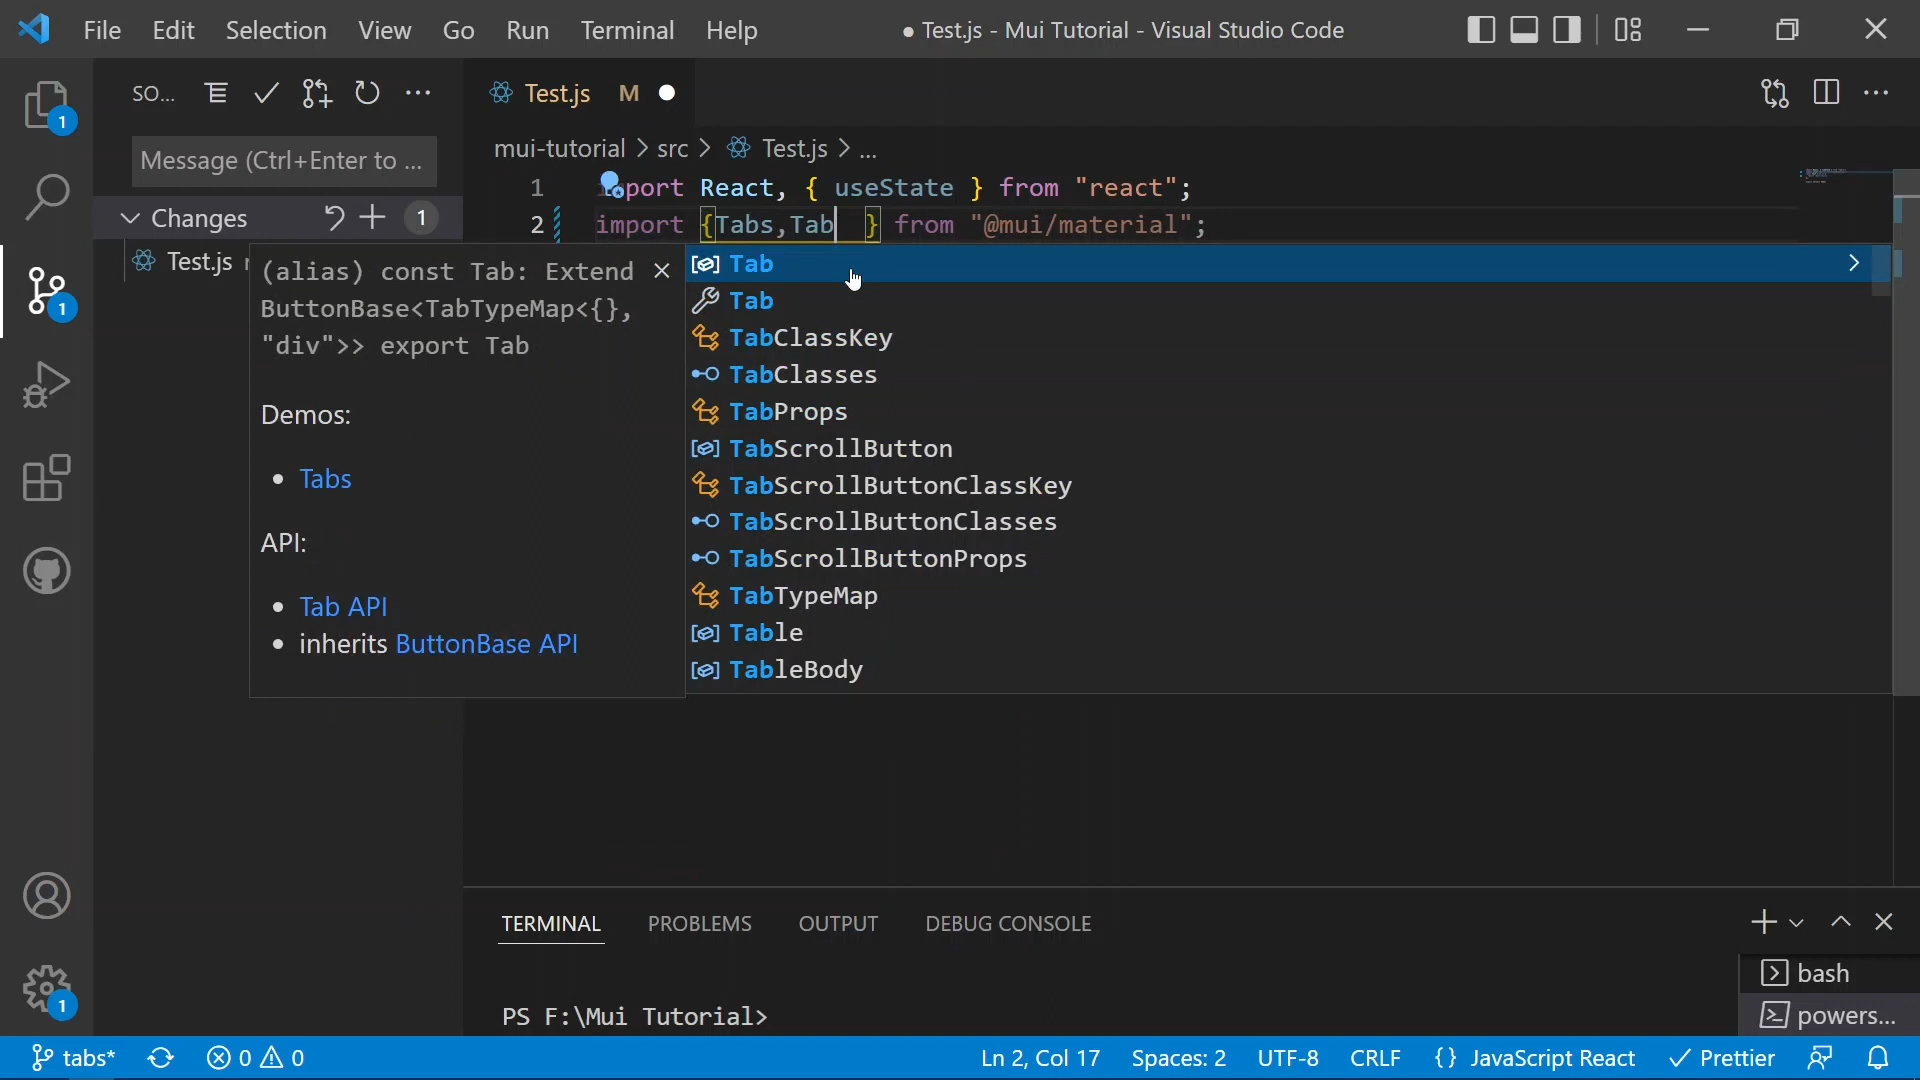 File Edit Selection View Go Run Terminal Help
● Test.js - Mui Tutorial - Visual Studio Code
SO...
Test.js M
mui-tutorial > src > Test.js > ...
Message (Ctrl+Enter to ...
Changes 1
Test.js
1 import React, { useState } from "react";
2 import {Tabs,Tab } from "@mui/material";
(alias) const Tab: Extend
ButtonBase<TabTypeMap<{},
"div">> export Tab
Demos:
• Tabs
API:
• Tab API
• inherits ButtonBase API
Tab
Tab
TabClassKey
TabClasses
TabProps
TabScrollButton
TabScrollButtonClassKey
TabScrollButtonClasses
TabScrollButtonProps
TabTypeMap
Table
TableBody
1
1
1
TERMINAL PROBLEMS OUTPUT DEBUG CONSOLE
bash
powers...
PS F:\Mui Tutorial>
tabs* 0 0 Ln 2, Col 17 Spaces: 2 UTF-8 CRLF {} JavaScript React Prettier